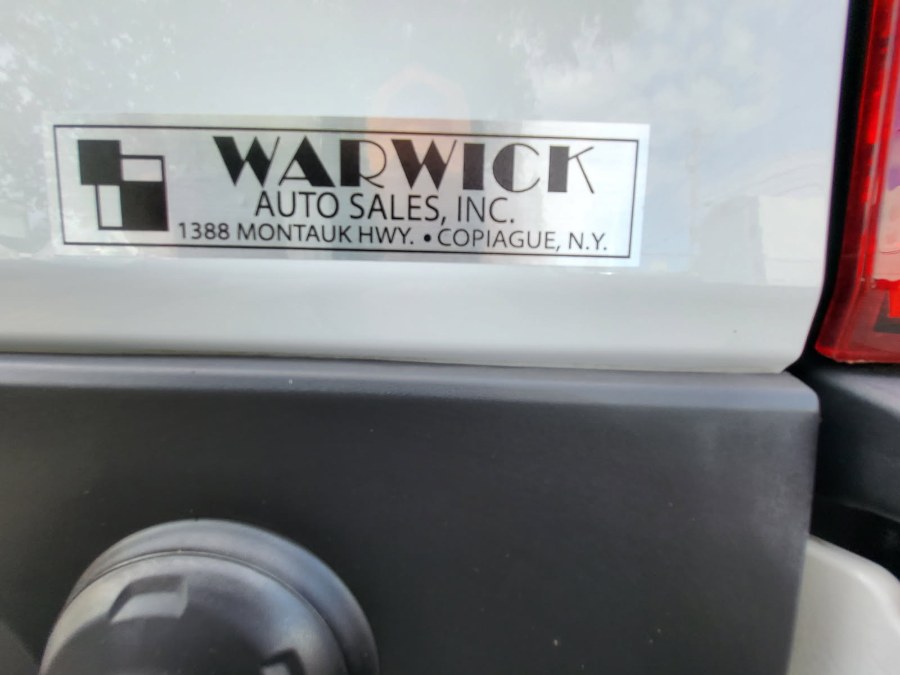 WARWICK
AUTO SALES, INC.
1388 MONTAUK HWY. • COPIAGUE, N.Y.